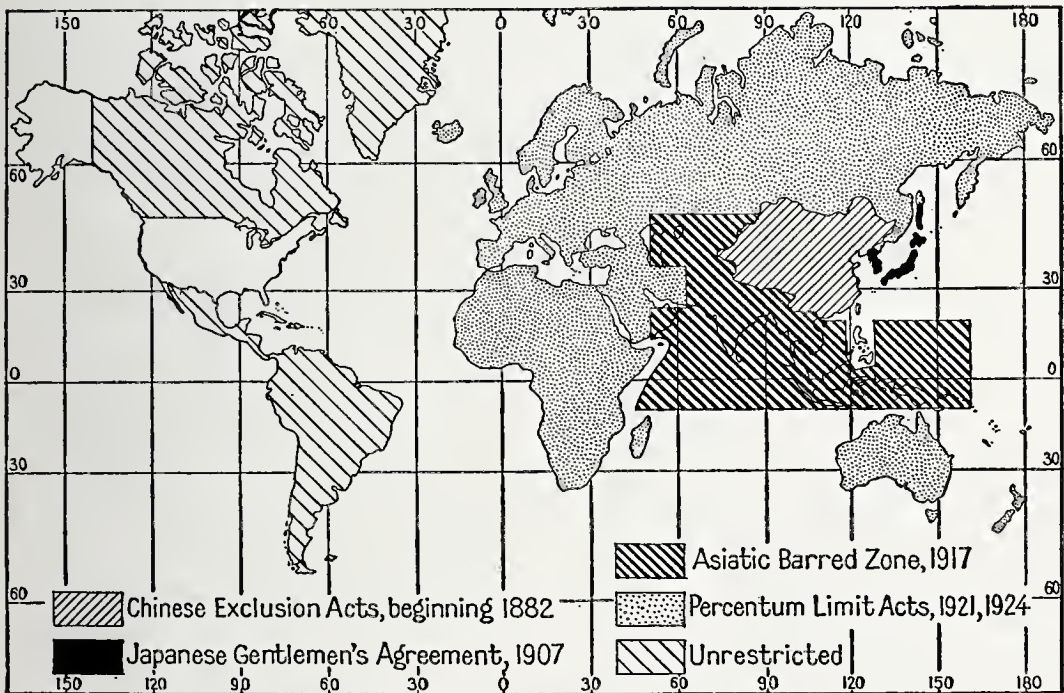 150 120 90 60 30 0 30 60 90 120 150 180
60 60
30 30
0 0
30 30
Asiatic Barred Zone, 1917
60 60
Chinese Exclusion Acts, beginning 1882
Percentum Limit Acts, 1921, 1924
Japanese Gentlemen's Agreement, 1907
Unrestricted
150 120 90 60 30 0 30 60 90 120 150 180